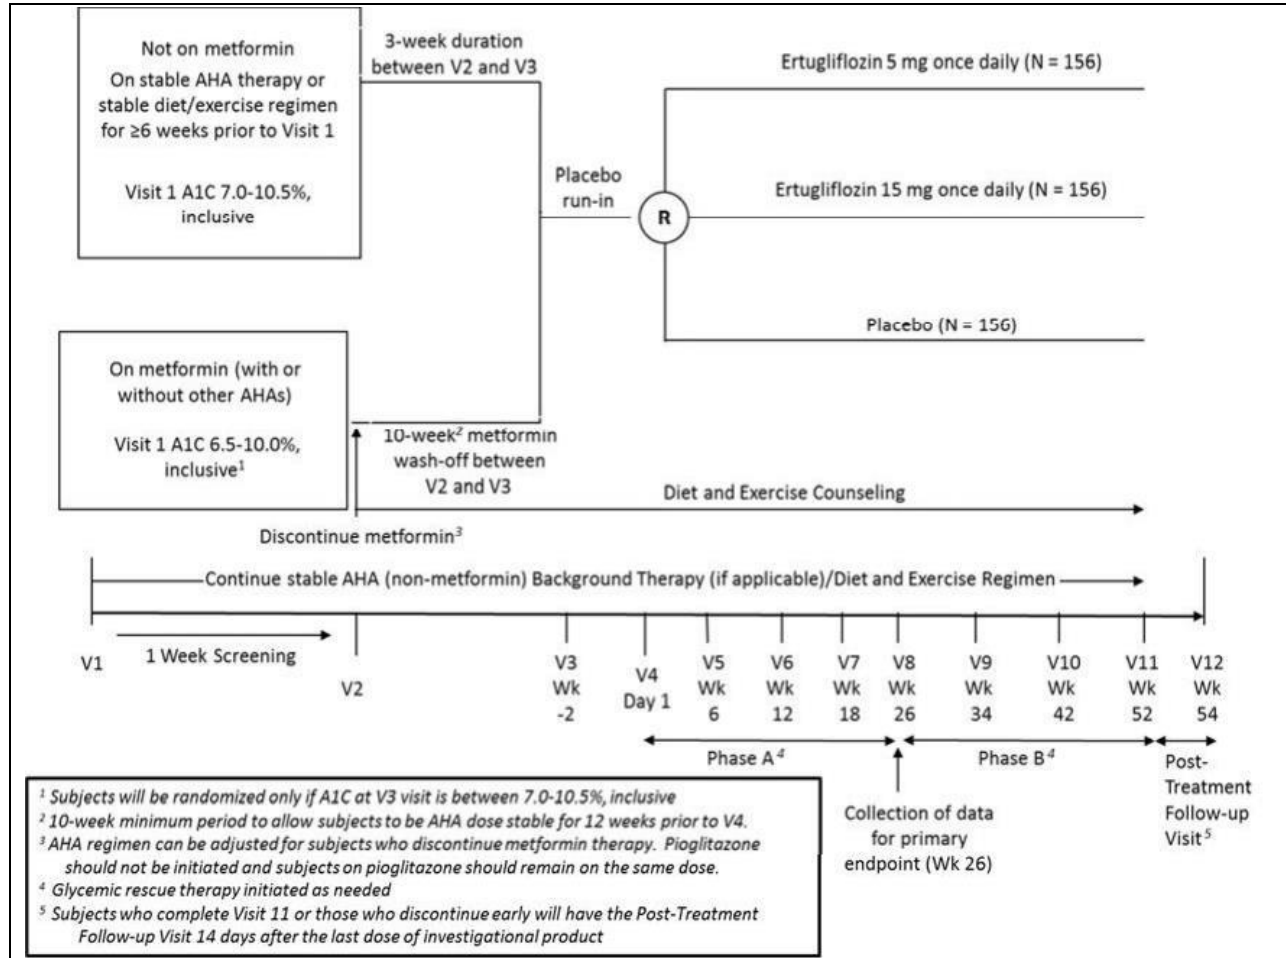 Not on metformin
On stable AHA therapy or
stable diet/exercise regimen
for ≥6 weeks prior to Visit 1
Visit 1 A1C 7.0-10.5%,
inclusive
3-week duration
between V2 and V3
Placebo
run-in
R
Ertugliflozin 5 mg once daily (N = 156)
Ertugliflozin 15 mg once daily (N = 156)
Placebo (N = 156)
On metformin (with or
without other AHAs)
Visit 1 A1C 6.5-10.0%,
inclusive¹
10-week² metformin
wash-off between
V2 and V3
Diet and Exercise Counseling
Discontinue metformin³
Continue stable AHA (non-metformin) Background Therapy (if applicable)/Diet and Exercise Regimen
1 Week Screening
V1
V2
V3
Wk
-2
V4
Day 1
V5
Wk
6
V6
Wk
12
V7
Wk
18
V8
Wk
26
V9
Wk
34
V10
Wk
42
V11
Wk
52
V12
Wk
54
Phase A⁴
Phase B⁴
Collection of data
for primary
endpoint (Wk 26)
Post-
Treatment
Follow-up
Visit⁵
¹ Subjects will be randomized only if A1C at V3 visit is between 7.0-10.5%, inclusive
² 10-week minimum period to allow subjects to be AHA dose stable for 12 weeks prior to V4.
³ AHA regimen can be adjusted for subjects who discontinue metformin therapy. Pioglitazone
should not be initiated and subjects on pioglitazone should remain on the same dose.
⁴ Glycemic rescue therapy initiated as needed
⁵ Subjects who complete Visit 11 or those who discontinue early will have the Post-Treatment
Follow-up Visit 14 days after the last dose of investigational product